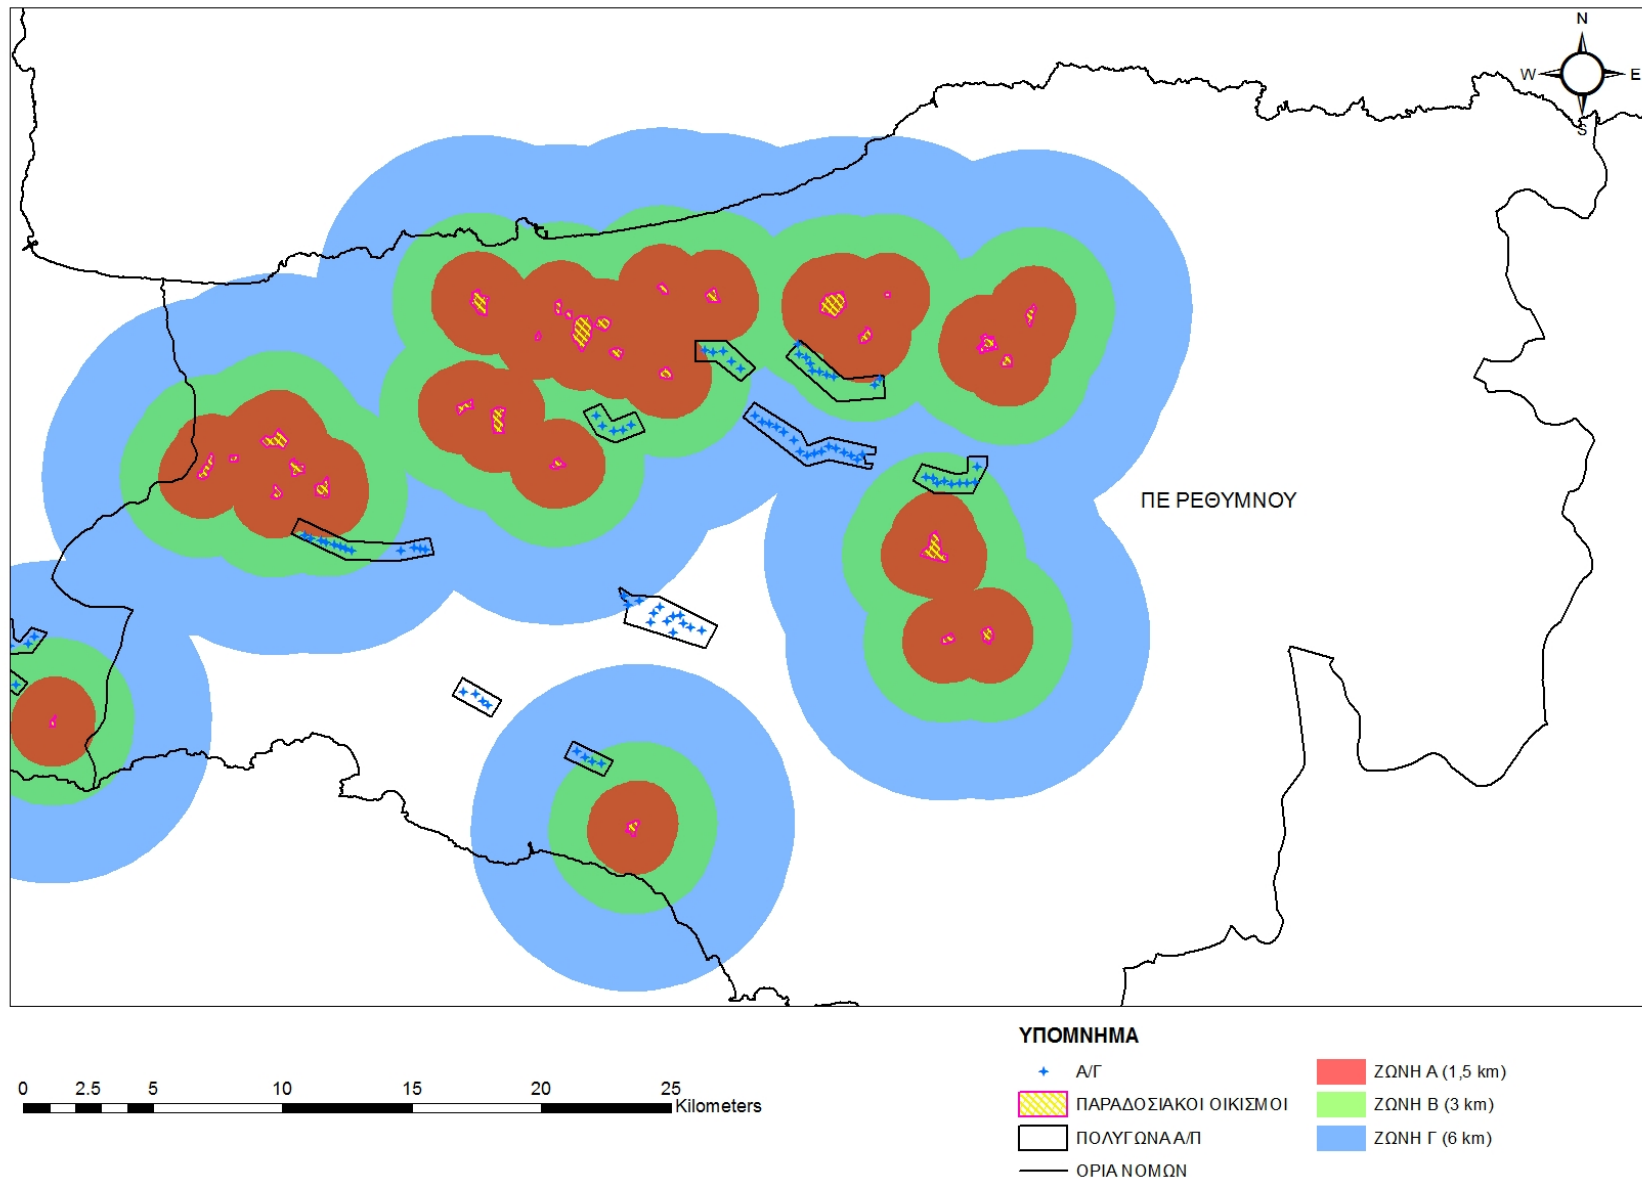 N
W E
S
ΠΕ ΡΕΘΥΜΝΟΥ
ΥΠΟΜΝΗΜΑ
Α/Γ
ΠΑΡΑΔΟΣΙΑΚΟΙ ΟΙΚΙΣΜΟΙ
ΠΟΛΥΓΩΝΑ Α/Π
ΟΡΙΑ ΝΟΜΩΝ
ΖΩΝΗ Α (1,5 km)
ΖΩΝΗ Β (3 km)
ΖΩΝΗ Γ (6 km)
0 2.5 5 10 15 20 25
Kilometers